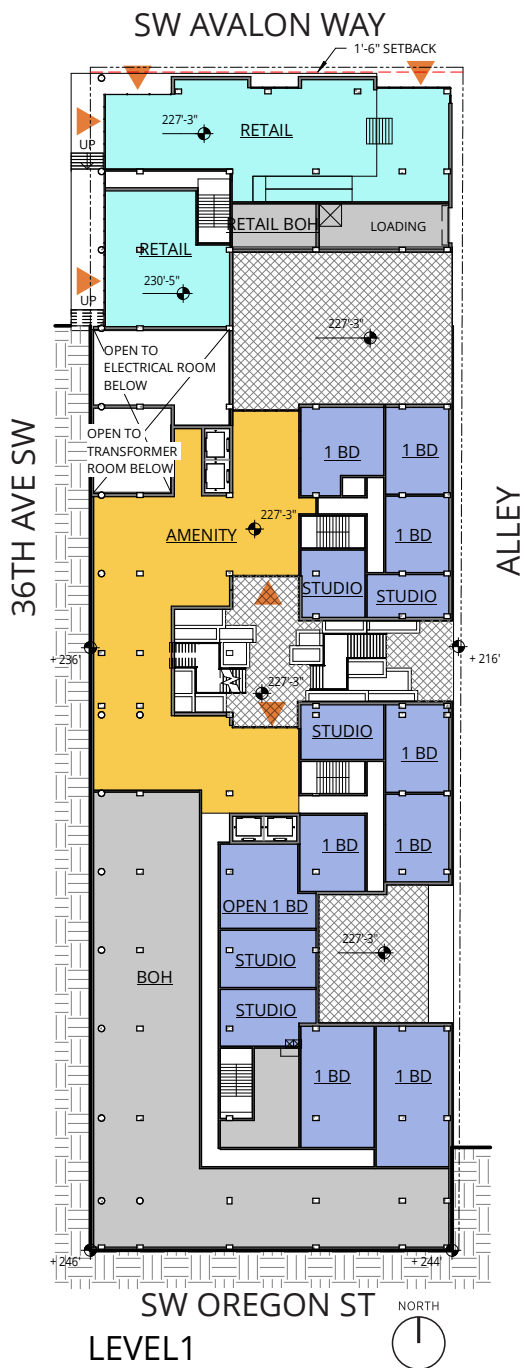 SW AVALON WAY
1'-6" SETBACK
227'-3"
RETAIL
UP
RETAIL BOH
LOADING
RETAIL
230'-5"
UP
227'-3"
OPEN TO
ELECTRICAL ROOM
BELOW
OPEN TO
TRANSFORMER
ROOM BELOW
36TH AVE SW
ALLEY
1 BD
1 BD
227'-3"
AMENITY
1 BD
STUDIO
STUDIO
+ 236'
+ 216'
227'-3"
STUDIO
1 BD
1 BD
1 BD
OPEN 1 BD
227'-3"
STUDIO
BOH
STUDIO
1 BD
1 BD
+ 246'
+ 244'
SW OREGON ST
NORTH
LEVEL1